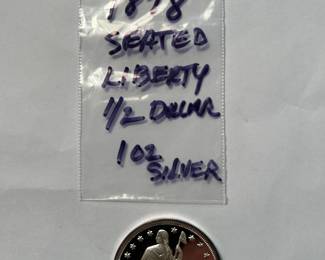 1878
SEATED
LIBERTY
1/2 DOLLAR
1 OZ
SILVER